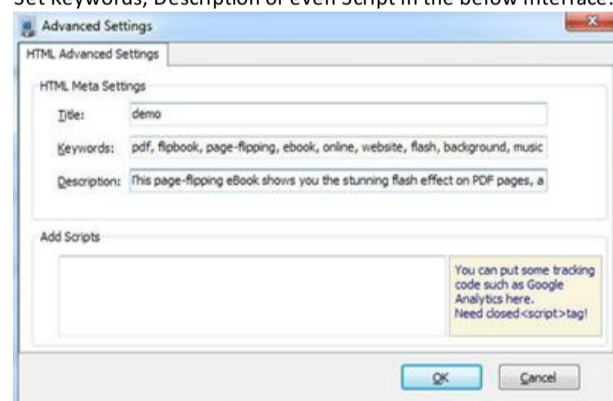 Set Keywords, Description or even Script in the below interface.
Advanced Settings
HTML Advanced Settings
HTML Meta Settings
Title: demo
Keywords: pdf, flipbook, page-flipping, ebook, online, website, flash, background, music
Description: This page-flipping eBook shows you the stunning flash effect on PDF pages, a
Add Scripts
You can put some tracking
code such as Google
Analytics here.
Need closed<script>tag!
OK Cancel